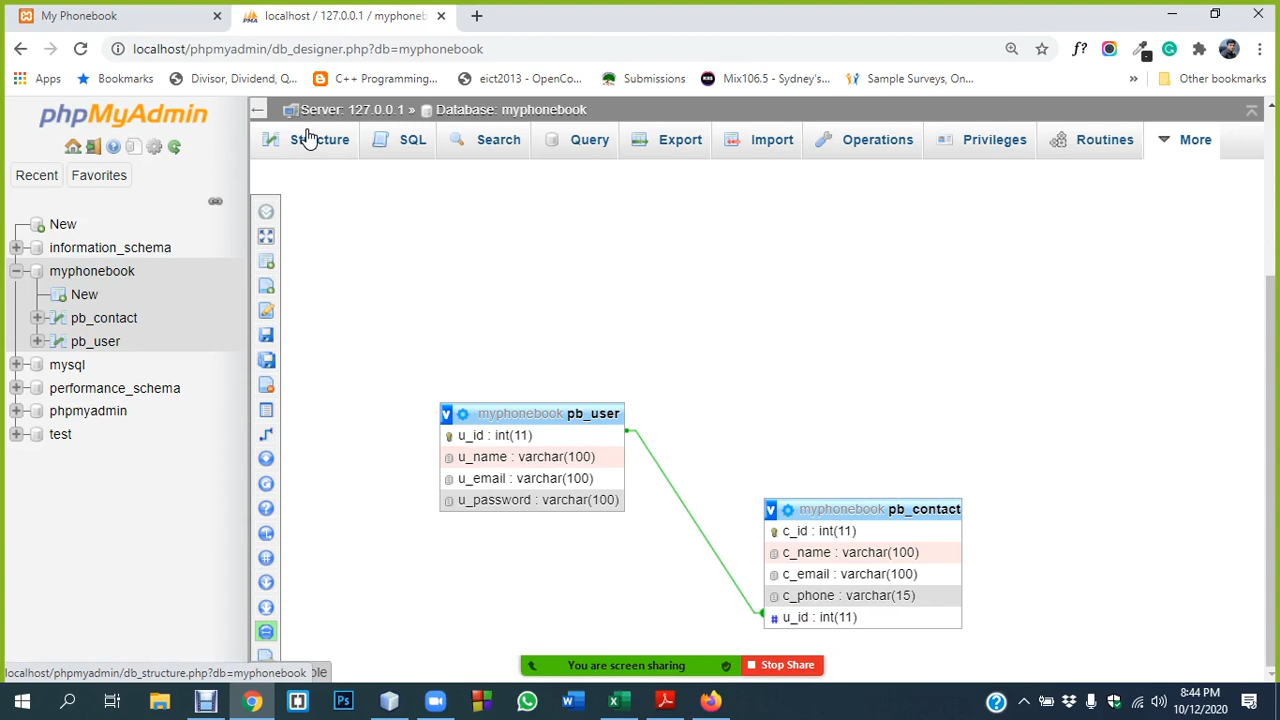 My Phonebook
localhost / 127.0.0.1 / myphoneb
localhost/phpmyadmin/db_designer.php?db=myphonebook
f?
Apps
Bookmarks
Divisor, Dividend, Q...
C++ Programming...
eict2013 - OpenCo...
Submissions
Mix106.5 - Sydney's...
Sample Surveys, On...
»
Other bookmarks
phpMyAdmin
Server: 127.0.0.1 » Database: myphonebook
Structure
SQL
Search
Query
Export
Import
Operations
Privileges
Routines
More
Recent
Favorites
New
information_schema
myphonebook
New
pb_contact
pb_user
mysql
performance_schema
phpmyadmin
test
v myphonebook pb_user
u_id : int(11)
u_name : varchar(100)
u_email : varchar(100)
u_password : varchar(100)
v myphonebook pb_contact
c_id : int(11)
c_name : varchar(100)
c_email : varchar(100)
c_phone : varchar(15)
# u_id : int(11)
localhost/phpmyadmin/db_structure.php?db=myphonebook
ole
You are screen sharing
Stop Share
8:44 PM
10/12/2020